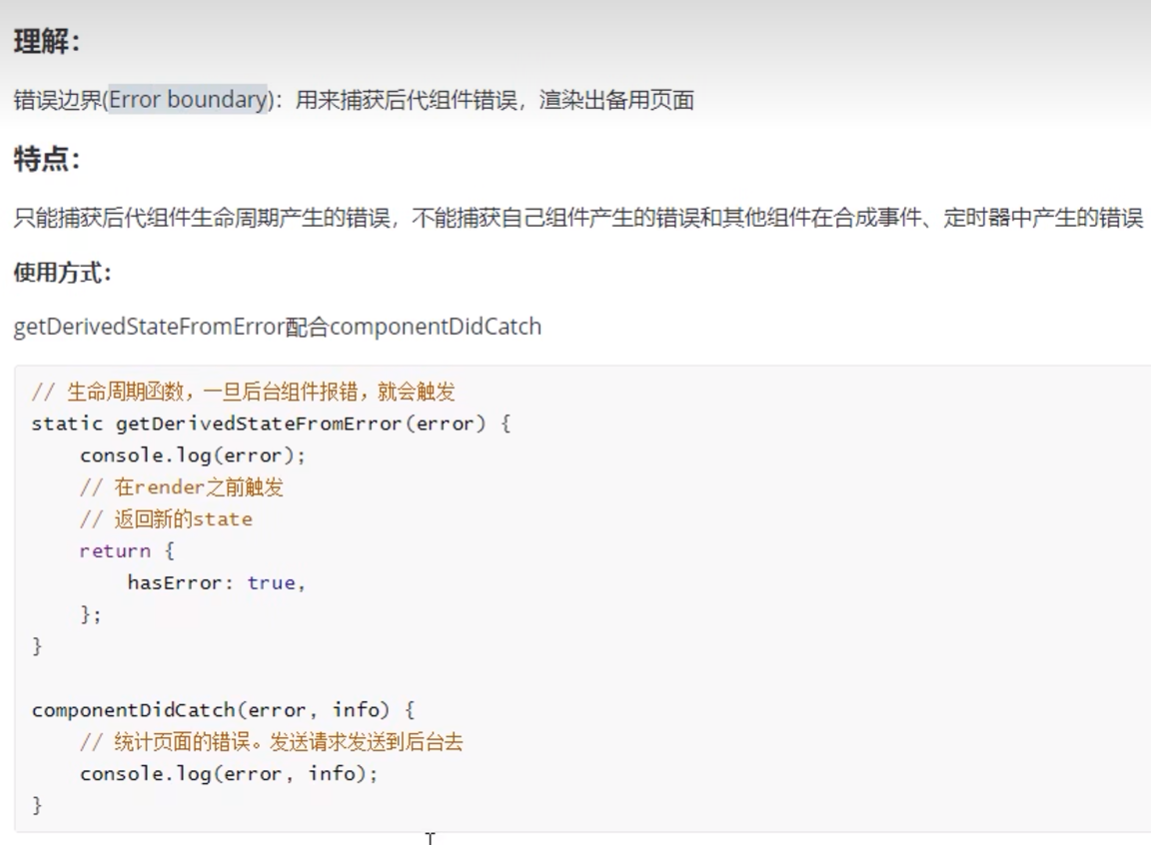 理解：
错误边界(Error boundary)：用来捕获后代组件错误，渲染出备用页面
特点：
只能捕获后代组件生命周期产生的错误，不能捕获自己组件产生的错误和其他组件在合成事件、定时器中产生的错误
使用方式：
getDerivedStateFromError配合componentDidCatch
// 生命周期函数，一旦后台组件报错，就会触发
static getDerivedStateFromError(error) {
    console.log(error);
    // 在render之前触发
    // 返回新的state
    return {
        hasError: true,
    };
}
componentDidCatch(error, info) {
    // 统计页面的错误。发送请求发送到后台去
    console.log(error, info);
}